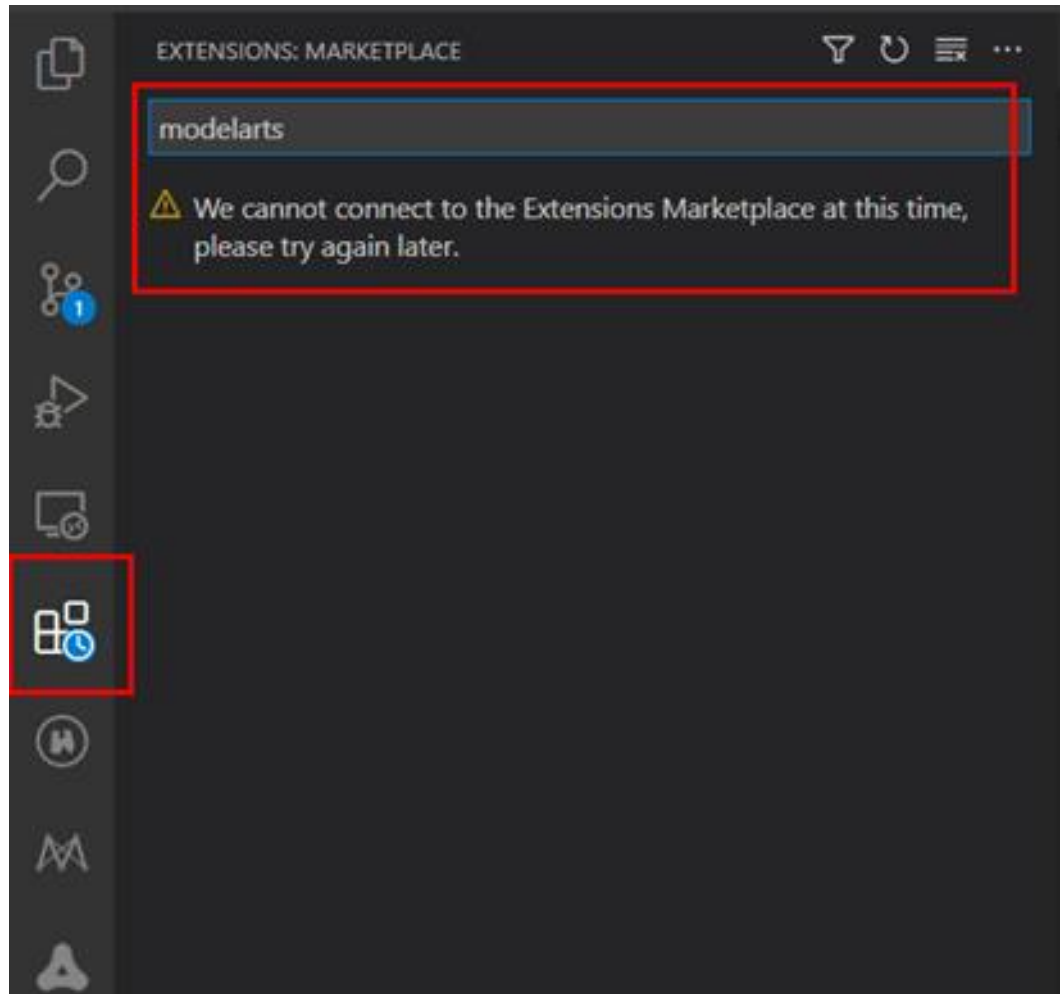 EXTENSIONS: MARKETPLACE
modelarts
We cannot connect to the Extensions Marketplace at this time,
please try again later.
1